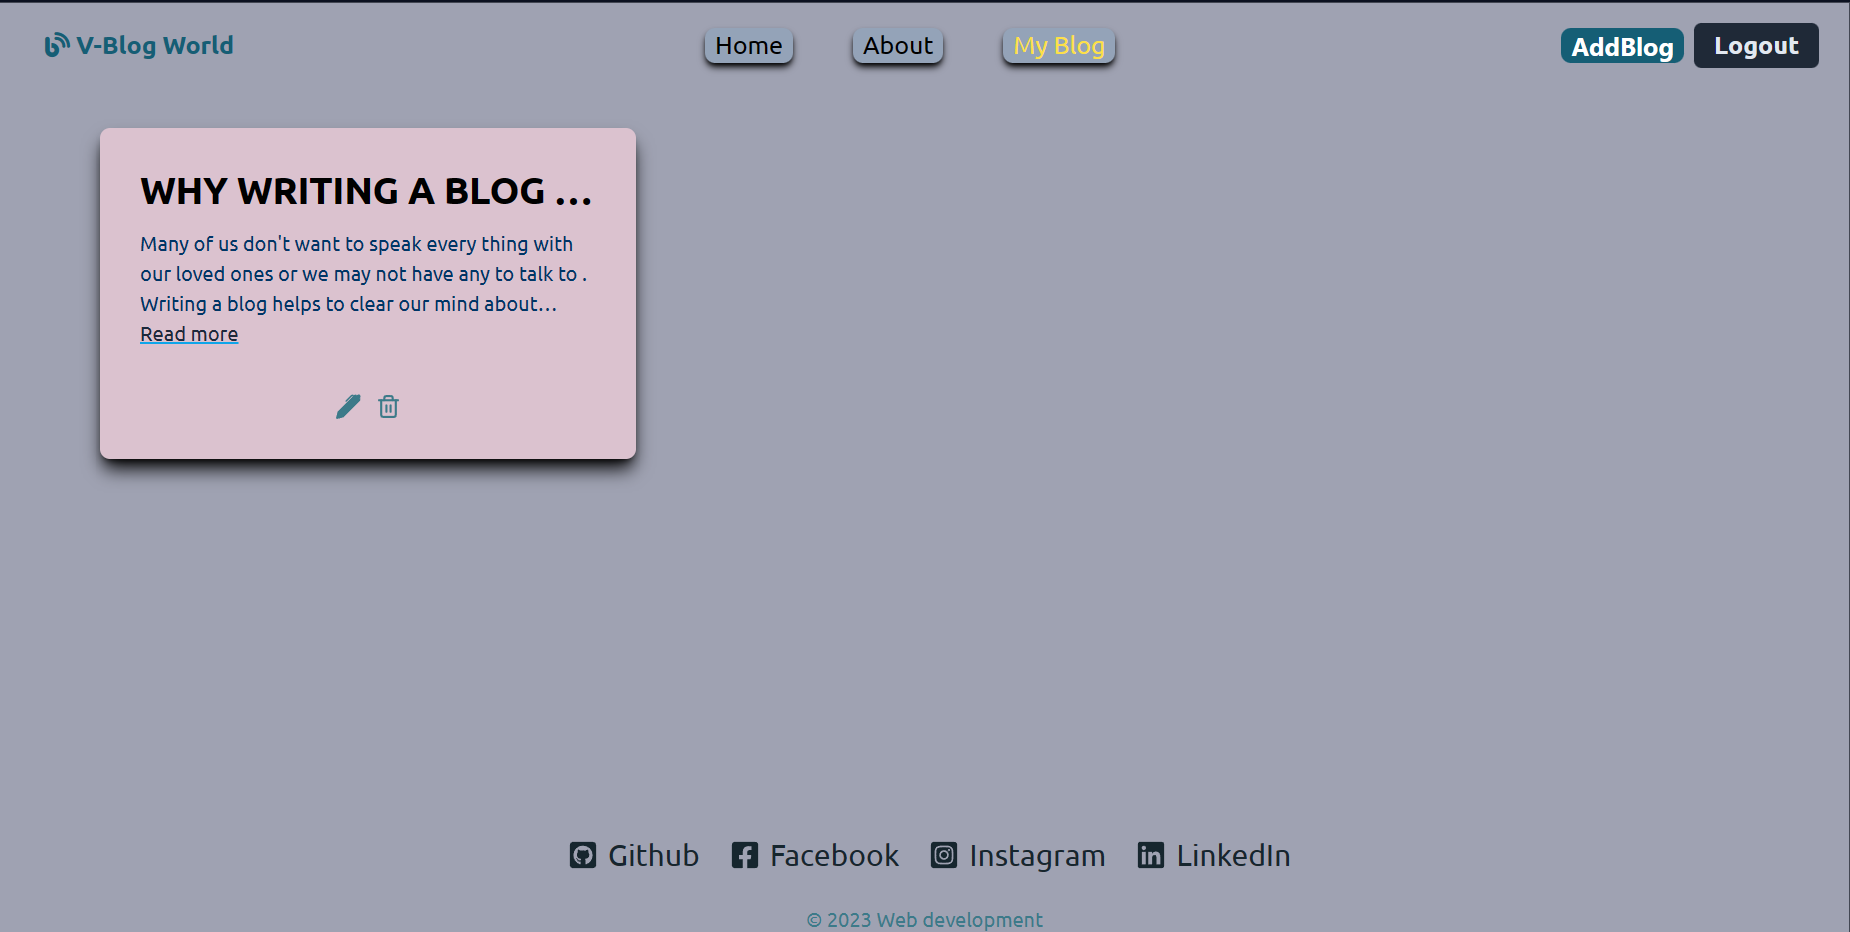 V-Blog World
Home
About
My Blog
AddBlog
Logout
WHY WRITING A BLOG ...
Many of us don't want to speak every thing with
our loved ones or we may not have any to talk to .
Writing a blog helps to clear our mind about...
Read more
Github
Facebook
Instagram
LinkedIn
© 2023 Web development